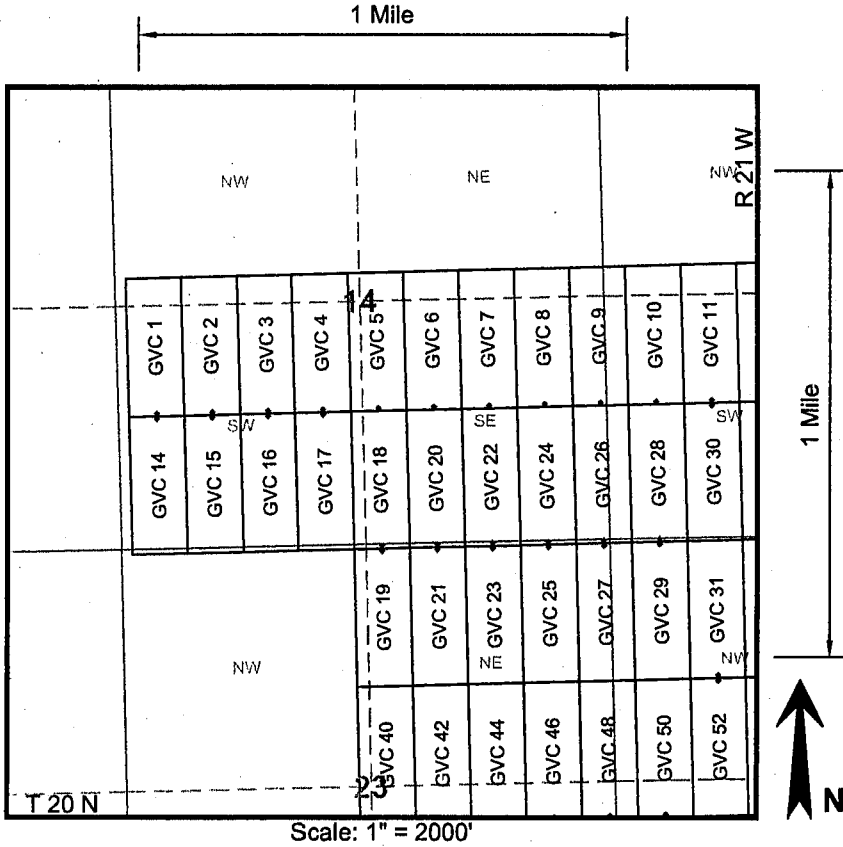 1 Mile
R 21 W
NW NE NW
14
GVC 1 GVC 2 GVC 3 GVC 4 GVC 5 GVC 6 GVC 7 GVC 8 GVC 9 GVC 10 GVC 11
1 Mile
SW SE SW
GVC 14 GVC 15 GVC 16 GVC 17 GVC 18 GVC 20 GVC 22 GVC 24 GVC 26 GVC 28 GVC 30
GVC 19 GVC 21 GVC 23 GVC 25 GVC 27 GVC 29 GVC 31
NW NE NW
GVC 40 GVC 42 GVC 44 GVC 46 GVC 48 GVC 50 GVC 52
23
T 20 N
N
Scale: 1" = 2000'